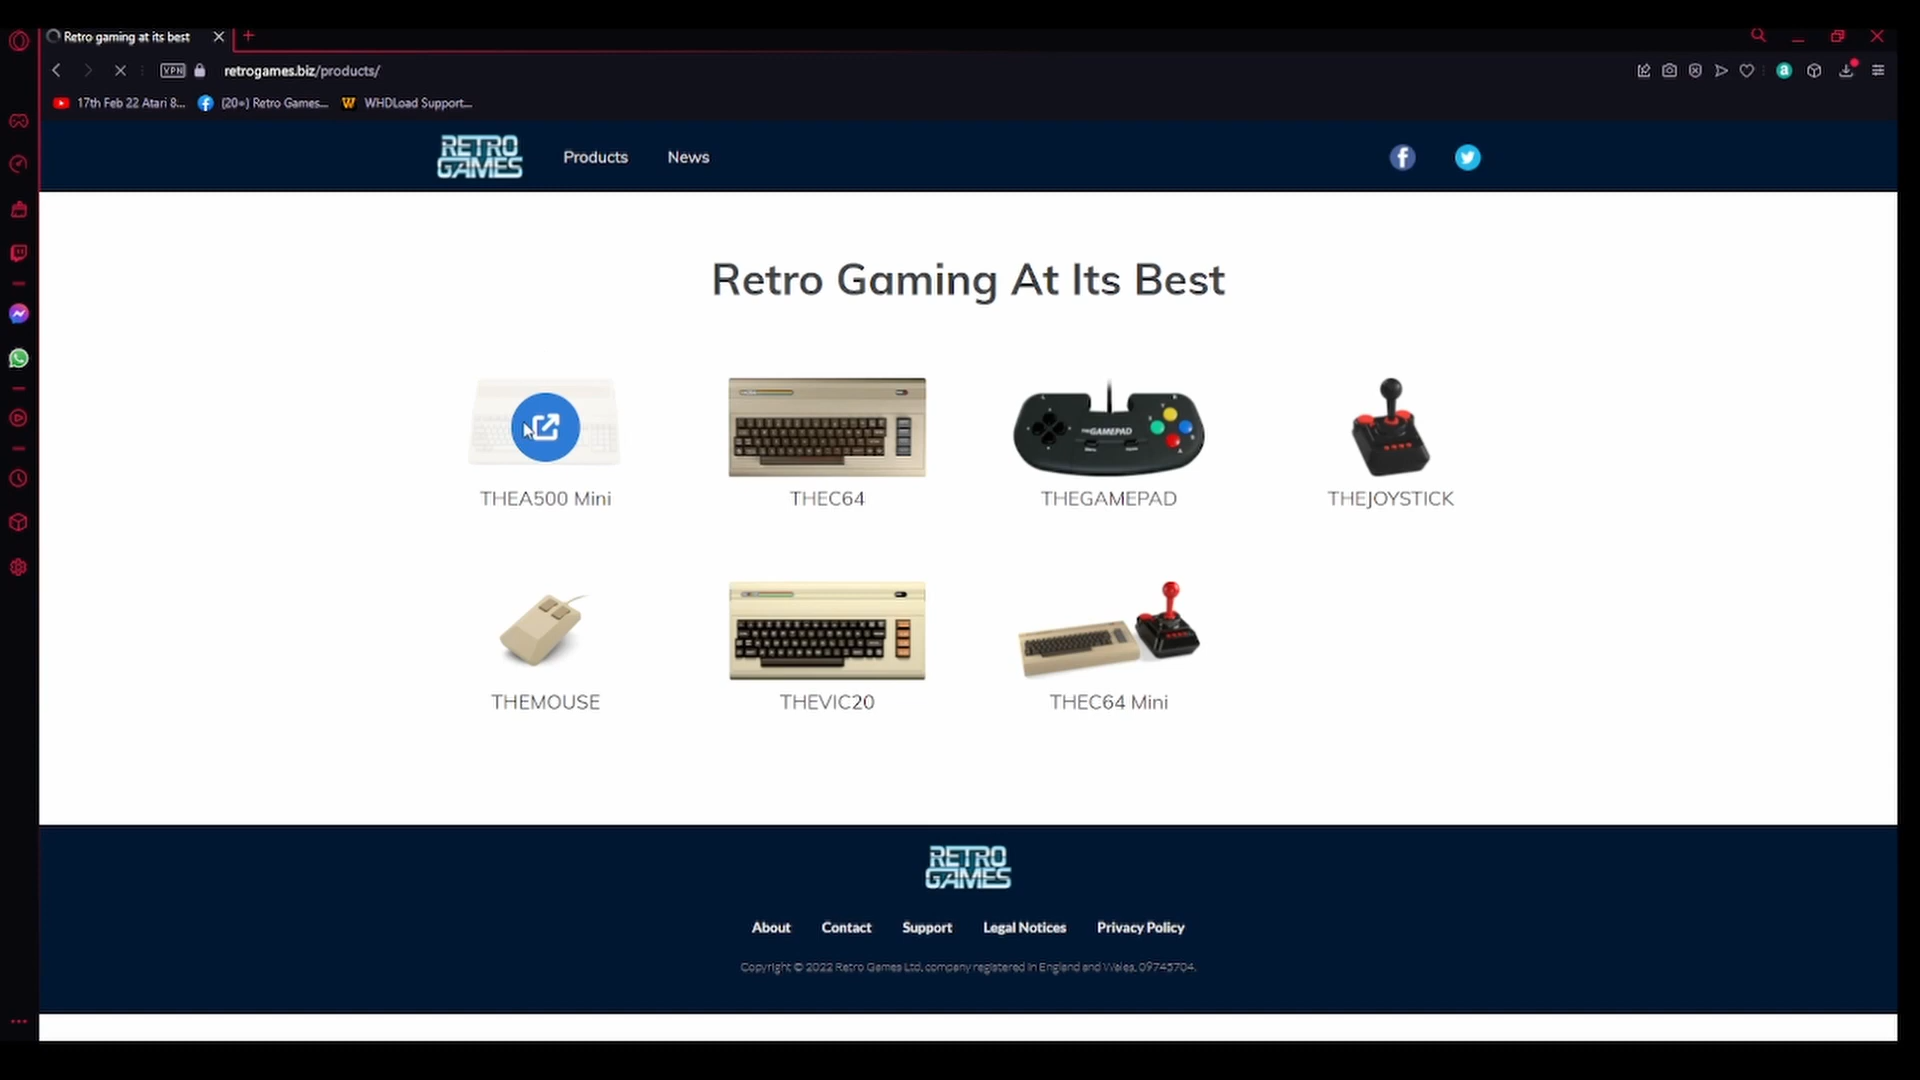 Retro gaming at its best
VPN retrogames.biz/products/
17th Feb 22 Atari 8... (20+) Retro Games... WHDLoad Support...
RETRO GAMES Products News
Retro Gaming At Its Best
THEGAMEPAD
THEA500 Mini THEC64 THEGAMEPAD THEJOYSTICK
THEMOUSE THEVIC20 THEC64 Mini
RETRO GAMES
About Contact Support Legal Notices Privacy Policy
Copyright © 2022 Retro Games Ltd, company registered in England and Wales, 09745704.